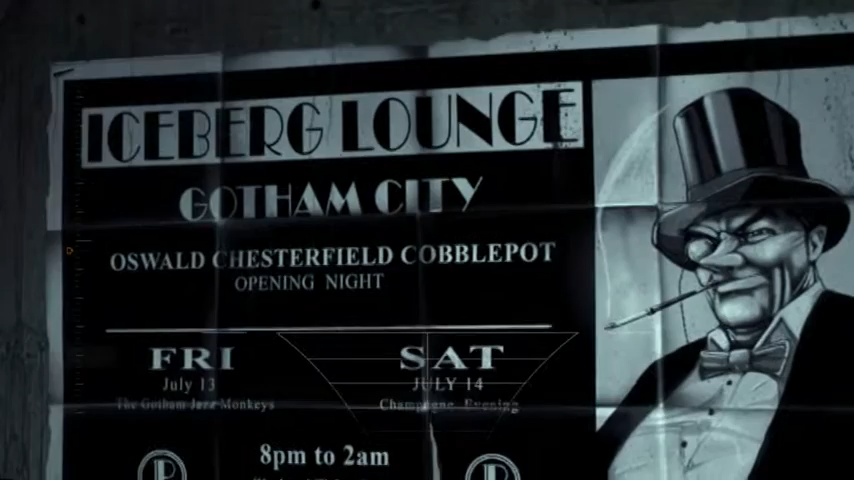 ICEBERG LOUNGE
GOTHAM CITY
OSWALD CHESTERFIELD COBBLEPOT
OPENING NIGHT
FRI SAT
July 13 JULY 14
The Gotham Jazz Monkeys Champagne Evening
8pm to 2am
P P